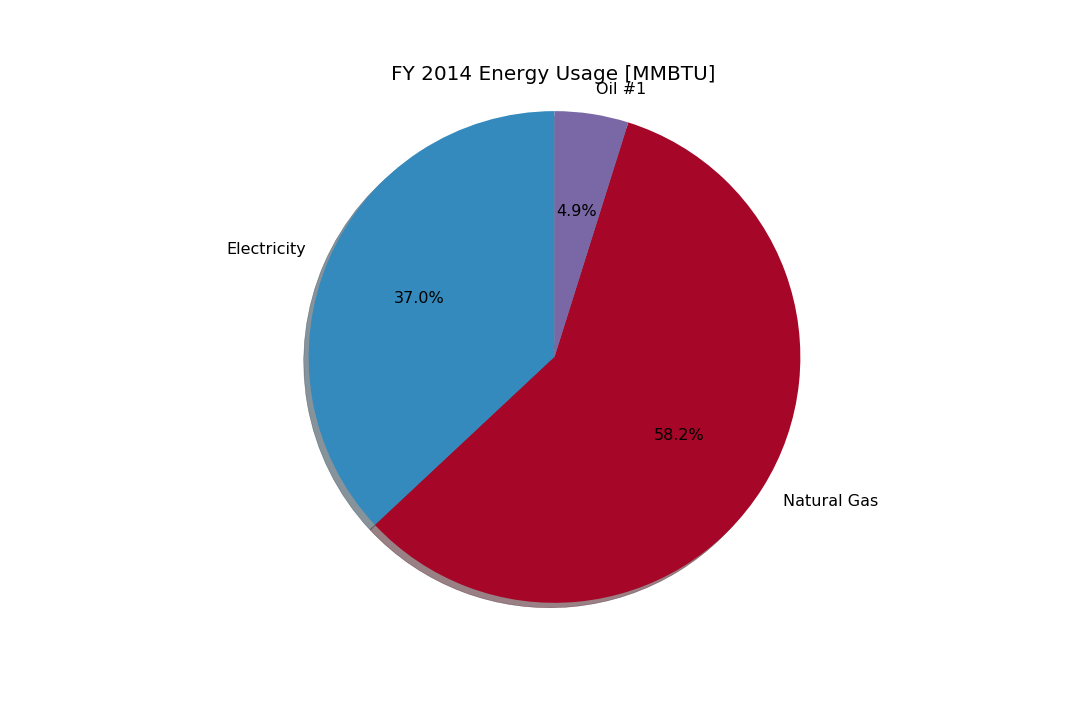 FY 2014 Energy Usage [MMBTU]
Oil #1
4.9%
Electricity
37.0%
58.2%
Natural Gas